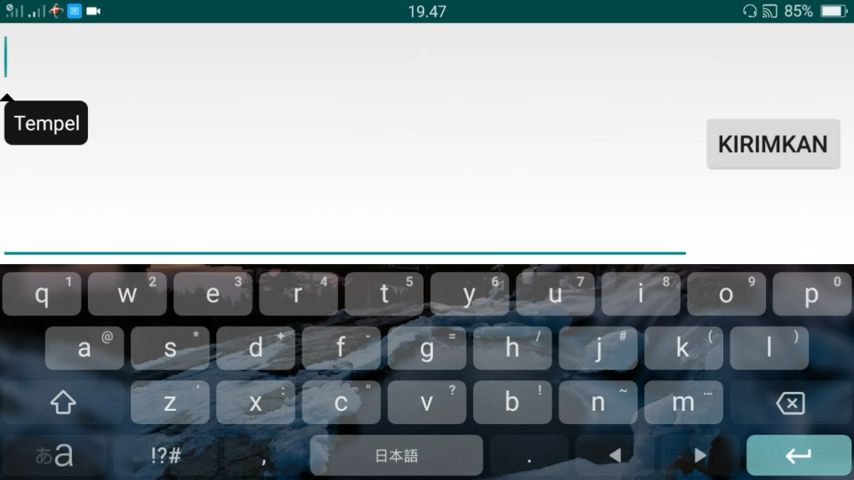 19.47
85%
Tempel
KIRIMKAN
q 1 w 2 e 3 r 4 t 5 y 6 u 7 i 8 o 9 p 0
a @ s * d + f - g = h / j # k ( l )
z ' x : c " v ? b ! n ~ m …
あa !?# , 日本語 .